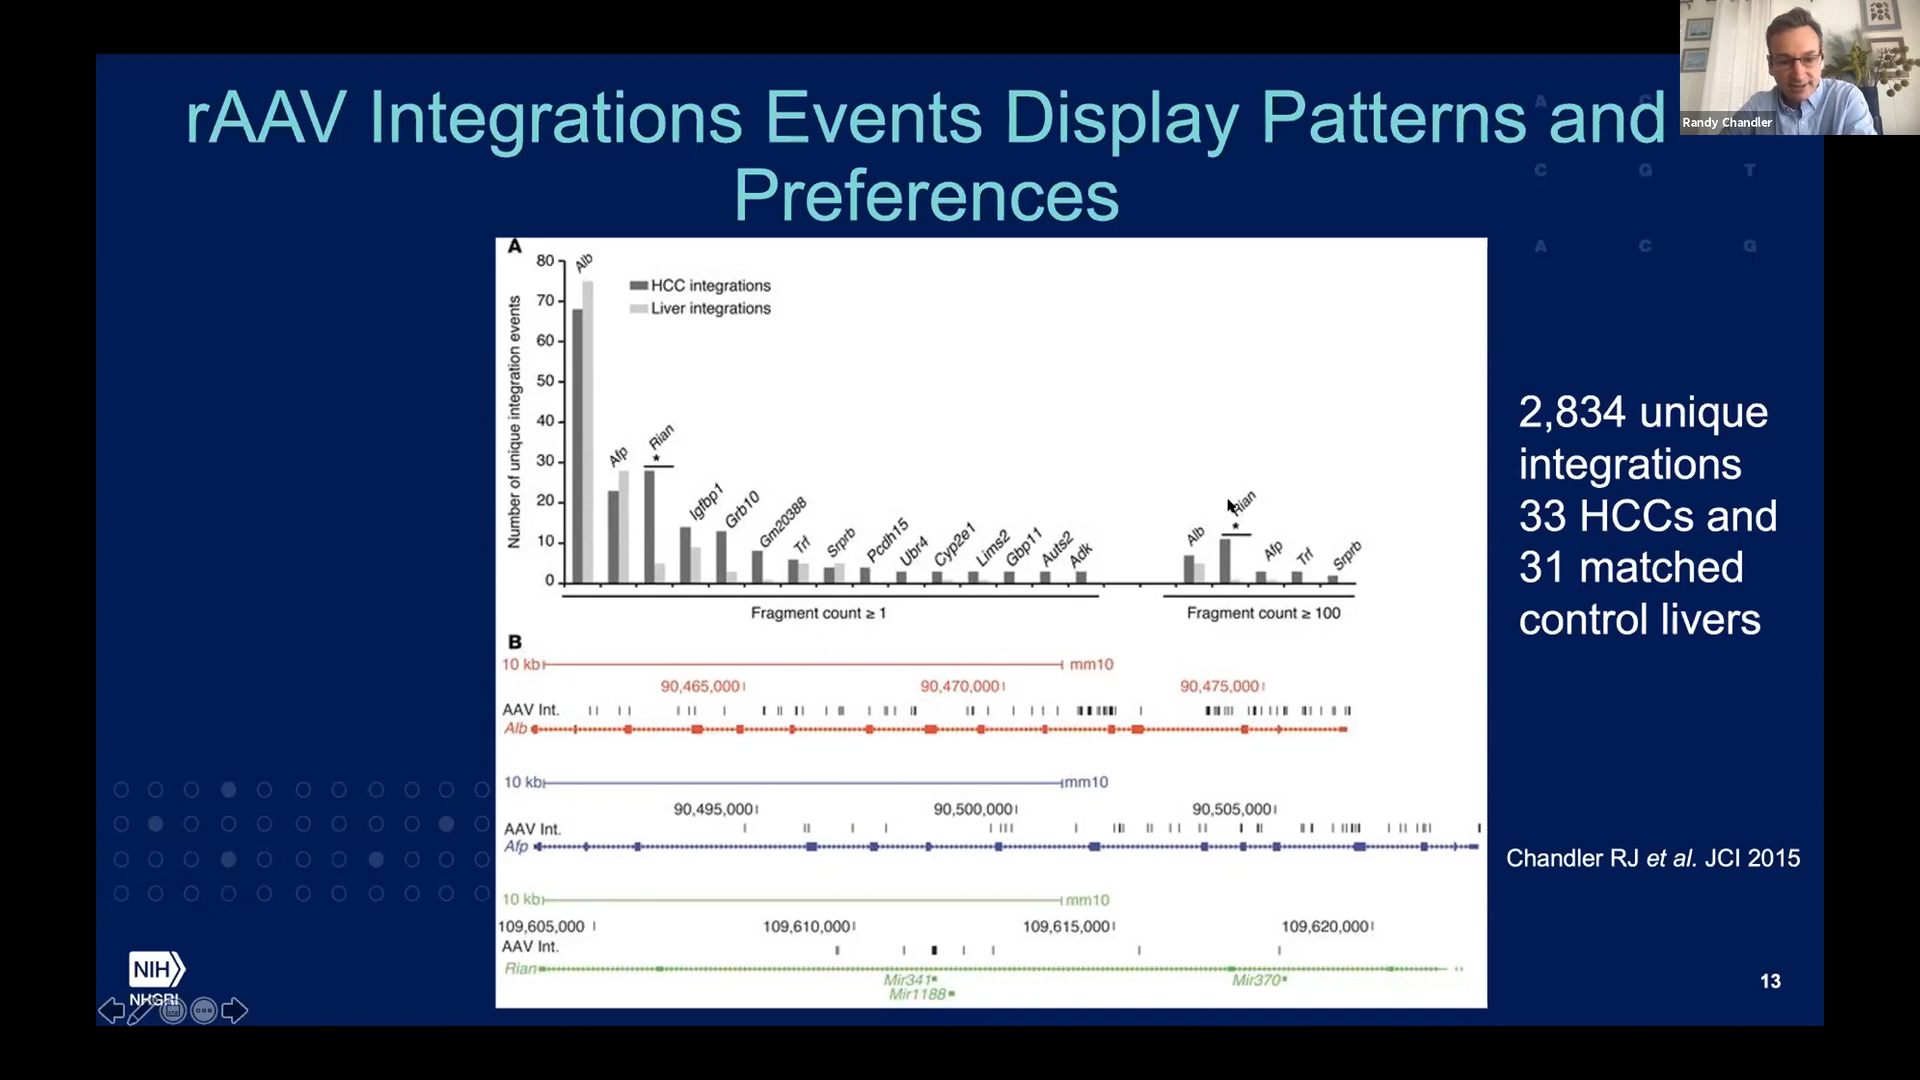 rAAV Integrations Events Display Patterns and
Preferences
Randy Chandler
A
C
C G T
A C G
A
80
70
60
50
40
30
20
10
0
Number of unique integration events
HCC integrations
Liver integrations
Alb
Afp
Rian
*
Igfbp1
Grb10
Gm20388
Trf
Srprb
Pcdh15
Ubr4
Cyp2e1
Lims2
Gbp11
Auts2
Adk
Alb
Rian
*
Afp
Trf
Srprb
Fragment count ≥ 1
Fragment count ≥ 100
B
10 kb mm10
90,465,000 90,470,000 90,475,000
AAV Int.
Alb
10 kb mm10
90,495,000 90,500,000 90,505,000
AAV Int.
Afp
10 kb mm10
109,605,000 109,610,000 109,615,000 109,620,000
AAV Int.
Rian
Mir341 Mir370
Mir1188
2,834 unique
integrations
33 HCCs and
31 matched
control livers
Chandler RJ et al. JCI 2015
NIH
NHGRI
13